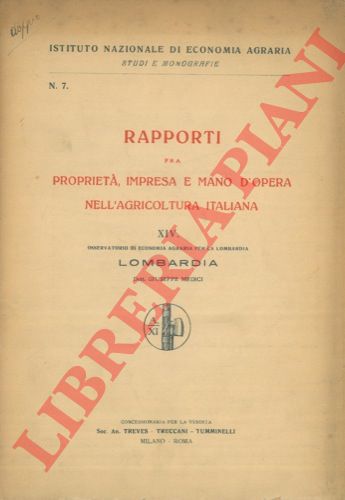 doppio
ISTITUTO NAZIONALE DI ECONOMIA AGRARIA
STUDI E MONOGRAFIE
N. 7.
RAPPORTI
FRA
PROPRIETÀ, IMPRESA E MANO D'OPERA
NELL'AGRICOLTURA ITALIANA
XIV.
OSSERVATORIO DI ECONOMIA AGRARIA PER LA LOMBARDIA
LOMBARDIA
Dott. GIUSEPPE MEDICI
A
XI
CONCESSIONARIA PER LA VENDITA
Soc. An. TREVES - TRECCANI - TUMMINELLI
MILANO - ROMA
LIBRERIA PIANI